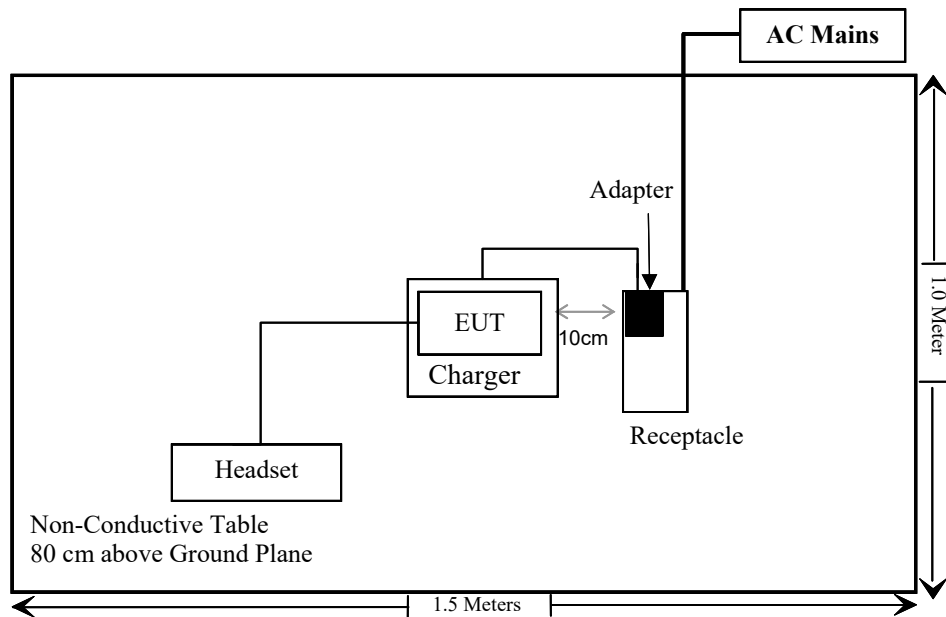 AC Mains
Adapter
EUT
10cm
Charger
1.0 Meter
Receptacle
Headset
Non-Conductive Table
80 cm above Ground Plane
1.5 Meters